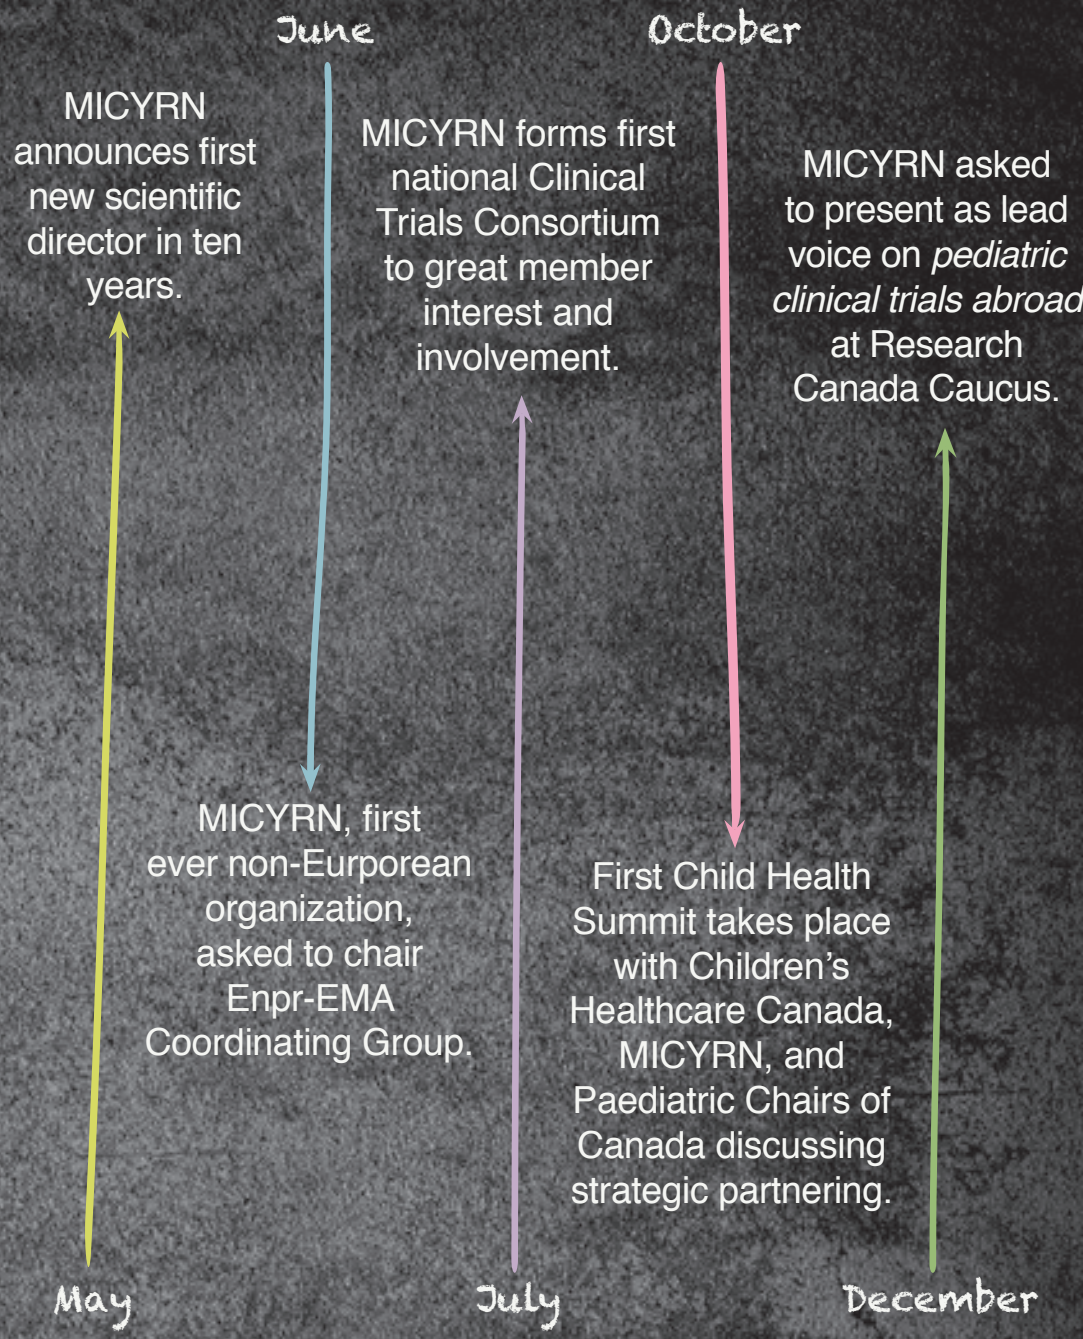 June
October
MICYRN
announces first
new scientific
director in ten
years.
MICYRN forms first
national Clinical
Trials Consortium
to great member
interest and
involvement.
MICYRN asked
to present as lead
voice on pediatric
clinical trials abroad
at Research
Canada Caucus.
MICYRN, first
ever non-Eurporean
organization,
asked to chair
Enpr-EMA
Coordinating Group.
First Child Health
Summit takes place
with Children’s
Healthcare Canada,
MICYRN, and
Paediatric Chairs of
Canada discussing
strategic partnering.
May
July
December